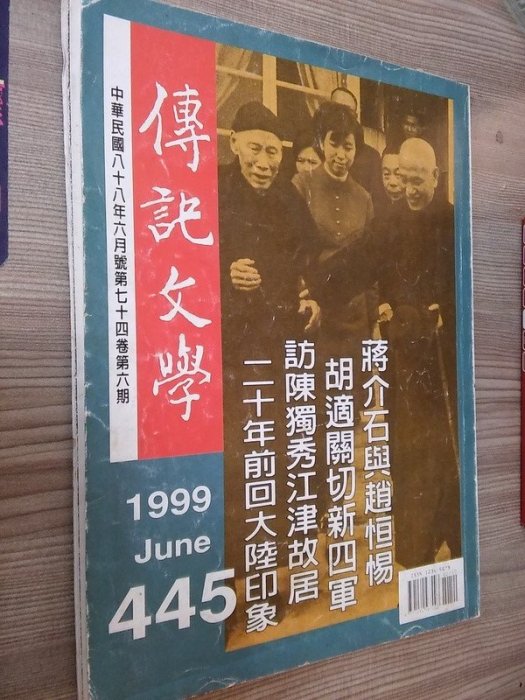 傳記文學
中華民國八十八年六月號第七十四卷第六期
蔣介石與趙恒惕
胡適關切新四軍
訪陳獨秀江津故居
二十年前回大陸印象
1999
June
445